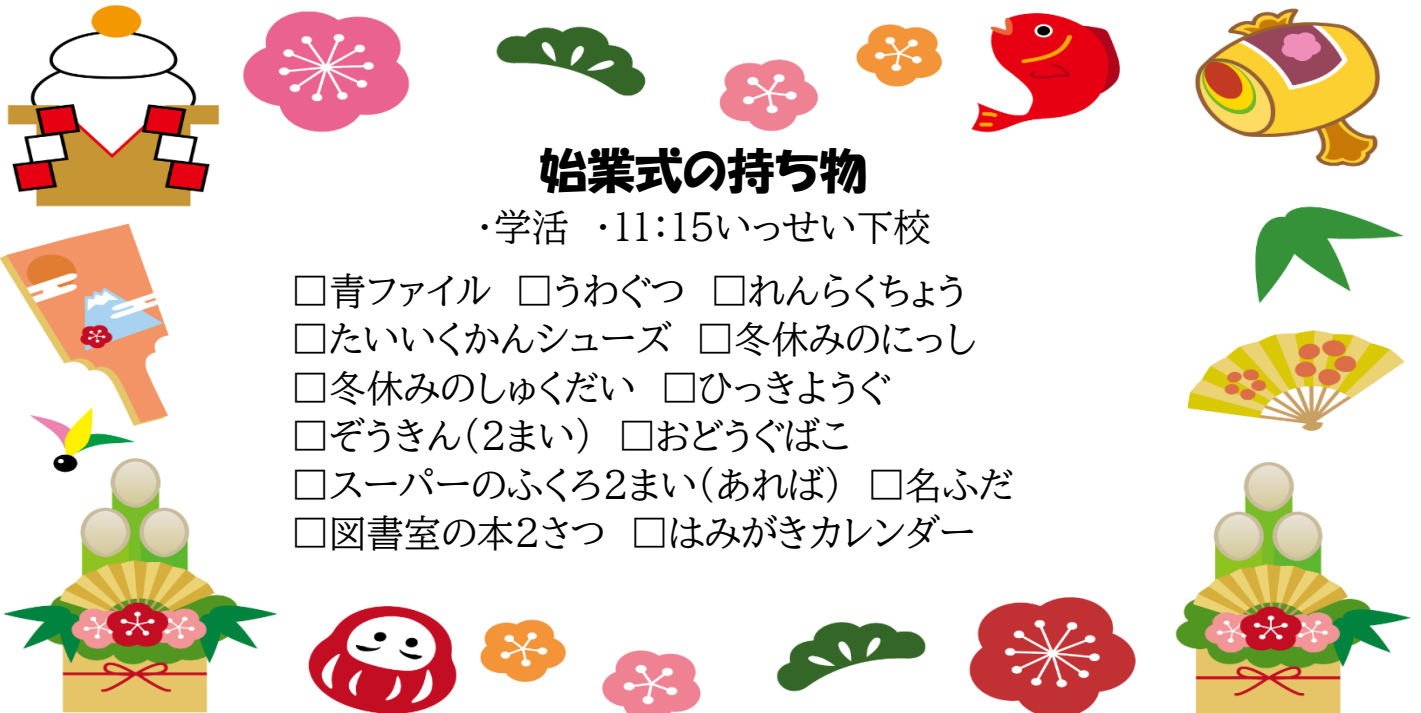 始業式の持ち物
・学活　・11：15いっせい下校
□青ファイル　□うわぐつ　□れんらくちょう
□たいいくかんシューズ　□冬休みのにっし
□冬休みのしゅくだい　□ひっきようぐ
□ぞうきん（2まい）　□おどうぐばこ
□スーパーのふくろ2まい（あれば）　□名ふだ
□図書室の本2さつ　□はみがきカレンダー